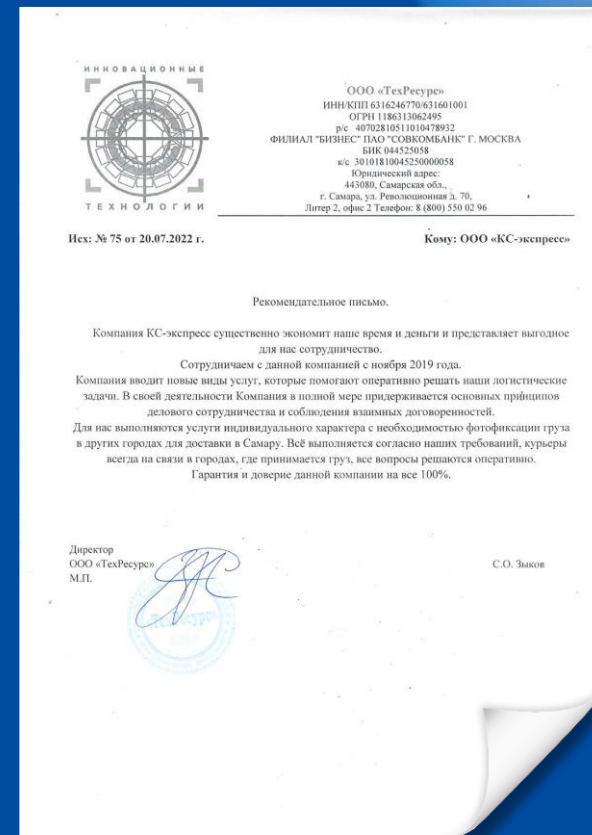 ИННОВАЦИОННЫЕ
ТЕХНОЛОГИИ
ООО «ТехРесурс»
ИНН/КПП 6316246770/631601001
ОГРН 1186313062495
р/с 40702810511010478932
ФИЛИАЛ "БИЗНЕС" ПАО "СОВКОМБАНК" Г. МОСКВА
БИК 044525058
к/с 30101810045250000058
Юридический адрес:
443080, Самарская обл.,
г. Самара, ул. Революционная д. 70,
Литер 2, офис 2 Телефон: 8 (800) 550 02 96
Исх: № 75 от 20.07.2022 г.
Кому: ООО «КС-экспресс»
Рекомендательное письмо.
Компания КС-экспресс существенно экономит наше время и деньги и представляет выгодное
для нас сотрудничество.
Сотрудничаем с данной компанией с ноября 2019 года.
Компания вводит новые виды услуг, которые помогают оперативно решать наши логистические
задачи. В своей деятельности Компания в полной мере придерживается основных принципов
делового сотрудничества и соблюдения взаимных договоренностей.
Для нас выполняются услуги индивидуального характера с необходимостью фотофиксации груза
в других городах для доставки в Самару. Всё выполняется согласно наших требований, курьеры
всегда на связи в городах, где принимается груз, все вопросы решаются оперативно.
Гарантия и доверие данной компании на все 100%.
Директор
ООО «ТехРесурс»
М.П.
С.О. Зыков
«ТехРесурс»